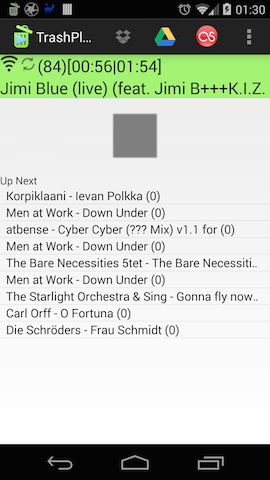 01:30
TrashPl...
(84)[00:56|01:54]
Jimi Blue (live) (feat. Jimi B+++K.I.Z.
Up Next
Korpiklaani - Ievan Polkka (0)
Men at Work - Down Under (0)
atbense - Cyber Cyber (??? Mix) v1.1 for (0)
Men at Work - Down Under (0)
The Bare Necessities 5tet - The Bare Necessiti..
Men at Work - Down Under (0)
The Starlight Orchestra & Sing - Gonna fly now..
Carl Orff - O Fortuna (0)
Die Schröders - Frau Schmidt (0)